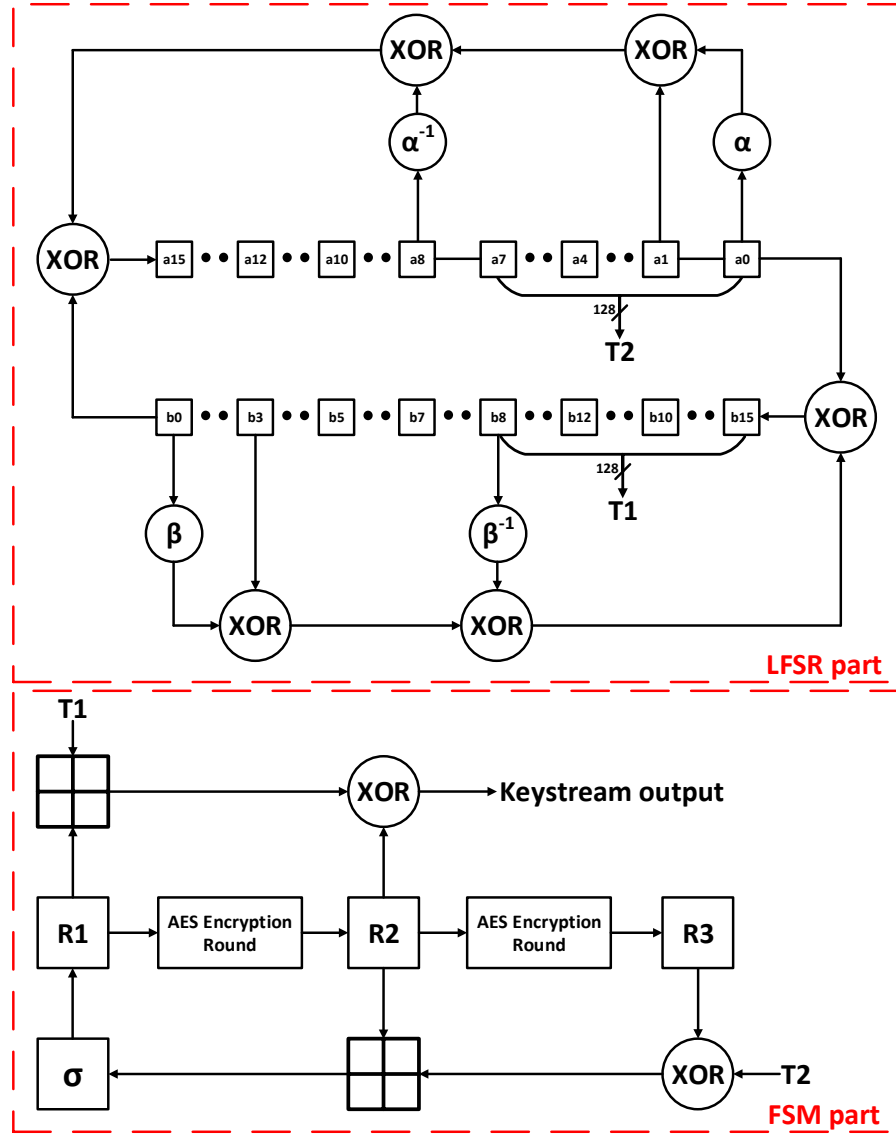 XOR XOR
α⁻¹ α
XOR
a15 •• a12 •• a10 •• a8 a7 •• a4 •• a1 a0
128
T2
b0 •• b3 •• b5 •• b7 •• b8 •• b12 •• b10 •• b15
XOR
128
T1
β β⁻¹
XOR XOR
LFSR part
T1
XOR Keystream output
R1 AES Encryption Round R2 AES Encryption Round R3
σ XOR T2
FSM part